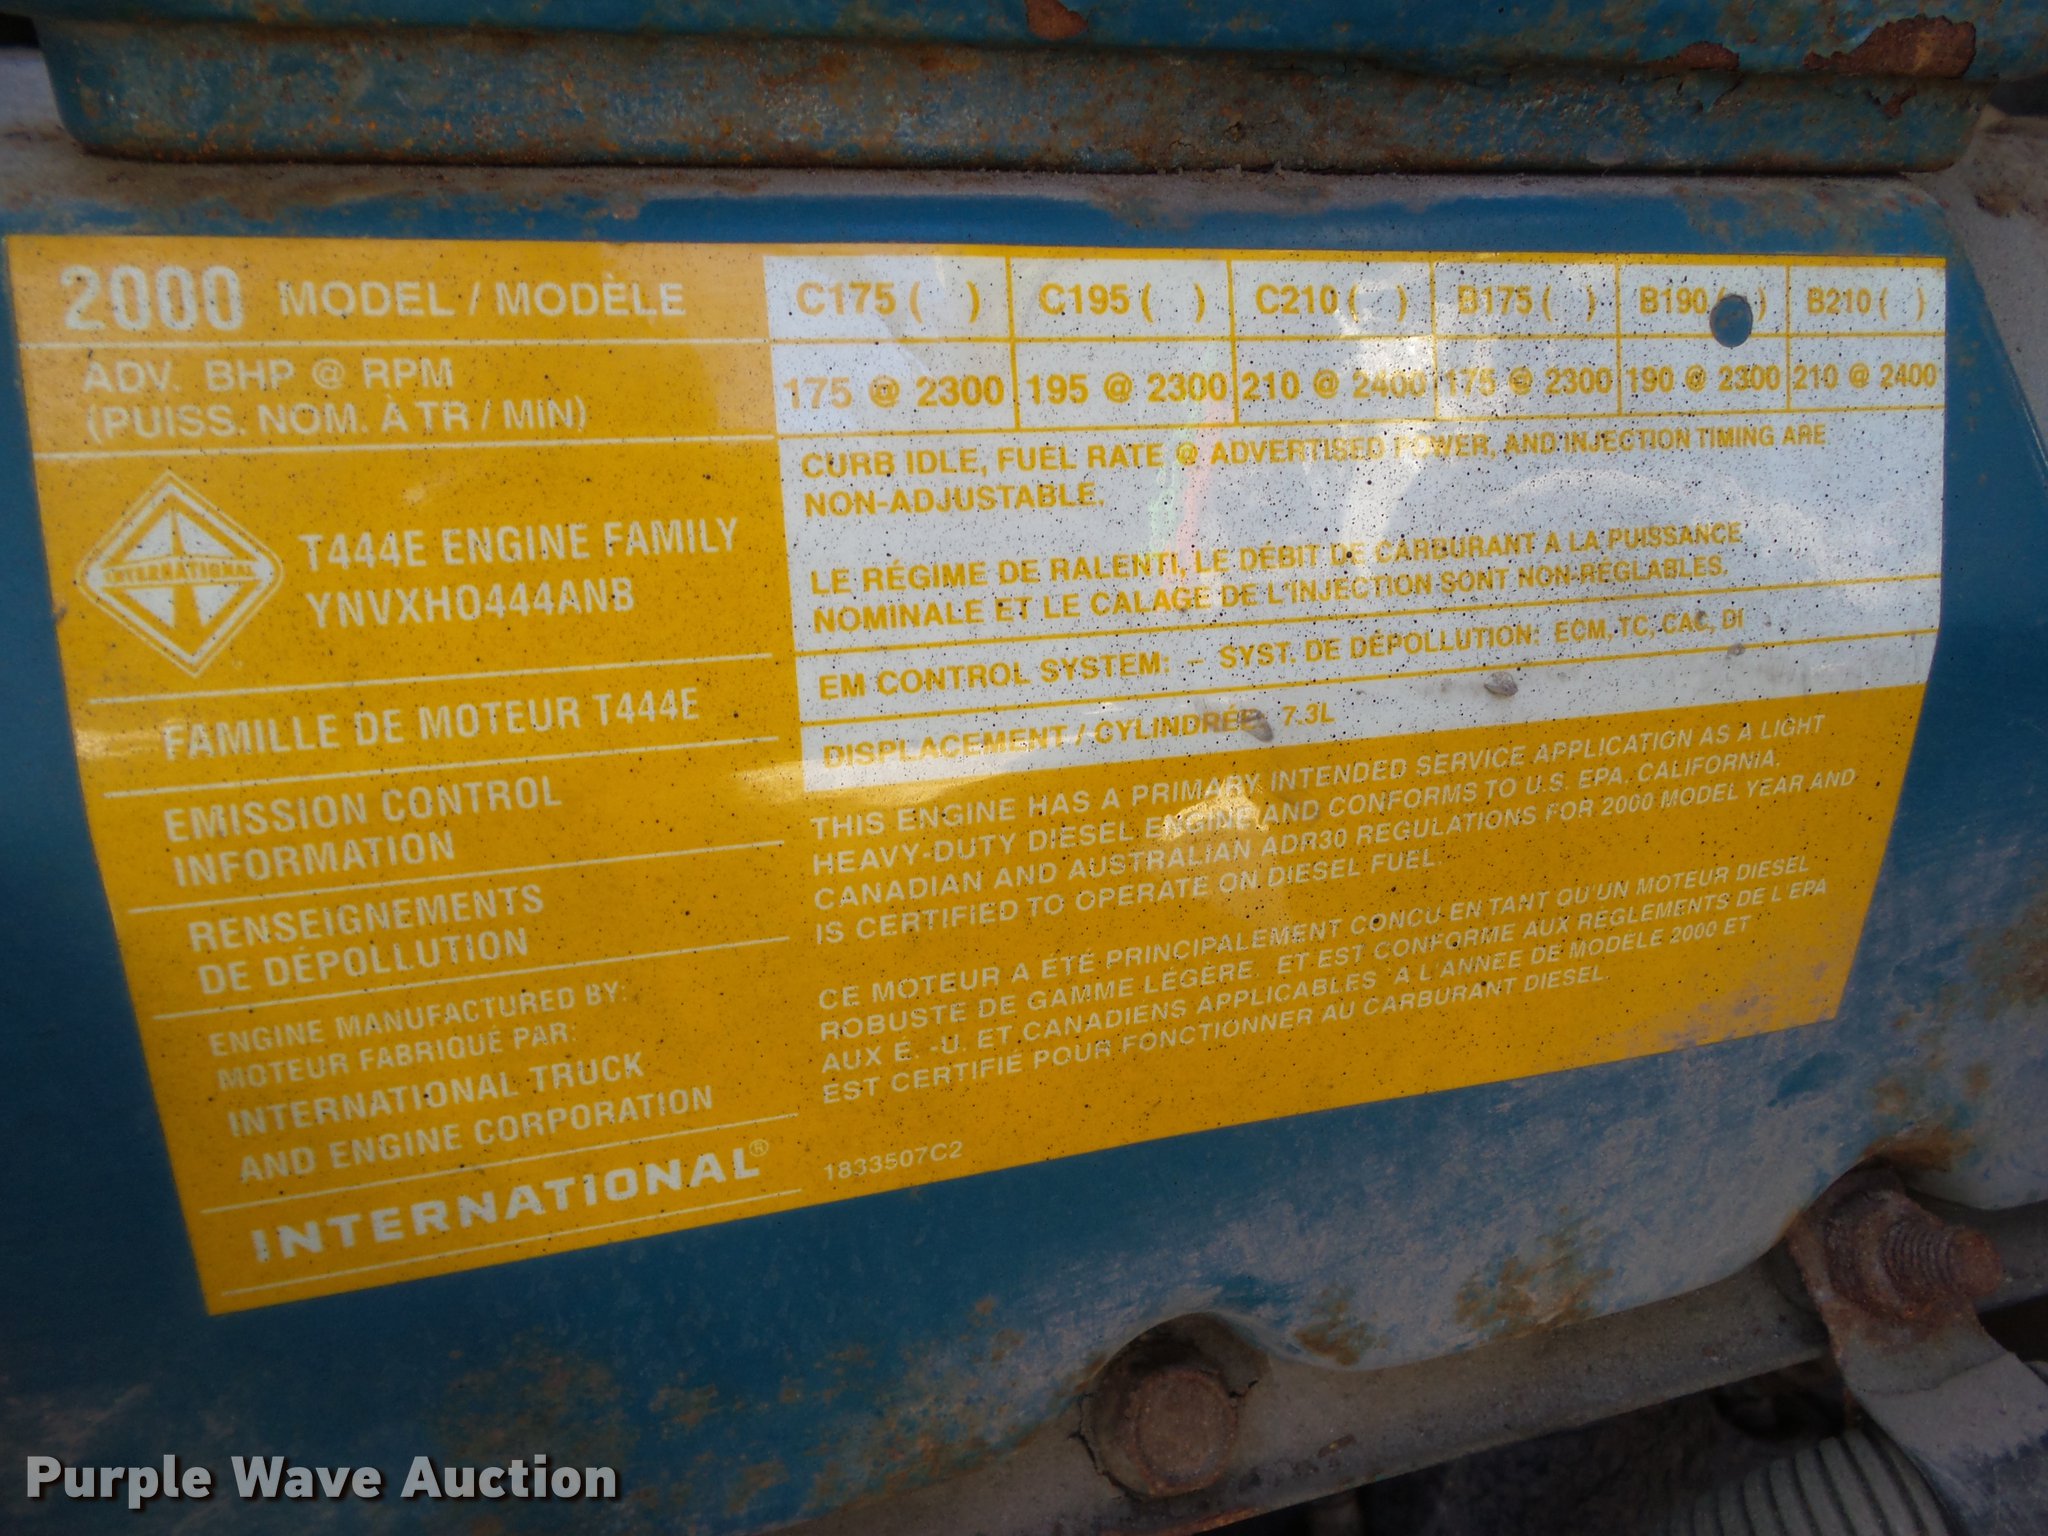 2000 MODEL / MODÈLE
C175 ( )
C195 ( )
C210 ( )
B175 ( )
B190 ( )
B210 ( )
ADV. BHP @ RPM
(PUISS. NOM. À TR / MIN)
175 @ 2300
195 @ 2300
210 @ 2400
175 @ 2300
190 @ 2300
210 @ 2400
INTERNATIONAL
T444E ENGINE FAMILY
YNVXH0444ANB
FAMILLE DE MOTEUR T444E
EMISSION CONTROL
INFORMATION
RENSEIGNEMENTS
DE DÉPOLLUTION
ENGINE MANUFACTURED BY:
MOTEUR FABRIQUÉ PAR:
INTERNATIONAL TRUCK
AND ENGINE CORPORATION
INTERNATIONAL®
CURB IDLE, FUEL RATE @ ADVERTISED POWER, AND INJECTION TIMING ARE
NON-ADJUSTABLE.
LE RÉGIME DE RALENTI, LE DÉBIT DE CARBURANT A LA PUISSANCE
NOMINALE ET LE CALAGE DE L'INJECTION SONT NON-RÉGLABLES.
EM CONTROL SYSTEM: - SYST. DE DÉPOLLUTION: ECM, TC, CAC, DI
DISPLACEMENT / CYLINDRÉE: 7.3L
THIS ENGINE HAS A PRIMARY INTENDED SERVICE APPLICATION AS A LIGHT
HEAVY-DUTY DIESEL ENGINE AND CONFORMS TO U.S. EPA, CALIFORNIA,
CANADIAN AND AUSTRALIAN ADR30 REGULATIONS FOR 2000 MODEL YEAR AND
IS CERTIFIED TO OPERATE ON DIESEL FUEL.
CE MOTEUR A ÉTÉ PRINCIPALEMENT CONCU EN TANT QU'UN MOTEUR DIESEL
ROBUSTE DE GAMME LÉGÈRE. ET EST CONFORME AUX RÉGLEMENTS DE L'EPA
AUX É. -U. ET CANADIENS APPLICABLES A L'ANNÉE DE MODÈLE 2000 ET
EST CERTIFIÉ POUR FONCTIONNER AU CARBURANT DIESEL.
1833507C2
Purple Wave Auction